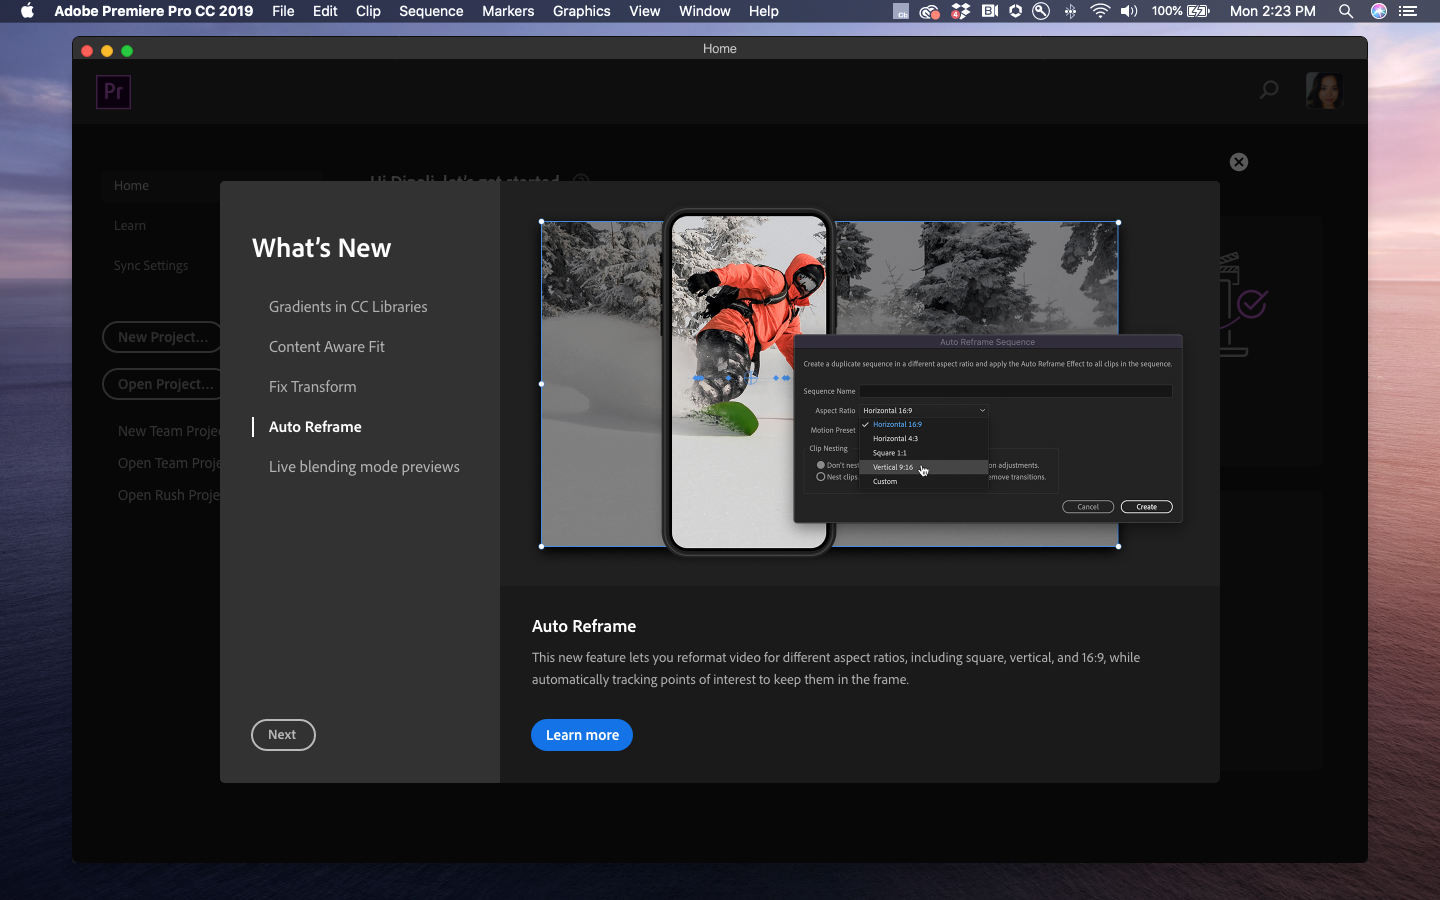 Adobe Premiere Pro CC 2019 File Edit Clip Sequence Markers Graphics View Window Help 100% Mon 2:23 PM
Home
Pr
Home
Learn
Sync Settings
New Project...
Open Project...
New Team Proje
Open Team Proje
Open Rush Projec
Hi Dipali, let's get started
What's New
Gradients in CC Libraries
Content Aware Fit
Fix Transform
Auto Reframe
Live blending mode previews
Next
Auto Reframe Sequence
Create a duplicate sequence in a different aspect ratio and apply the Auto Reframe Effect to all clips in the sequence.
Sequence Name
Aspect Ratio Horizontal 16:9
Horizontal 16:9
Motion Preset
Horizontal 4:3
Clip Nesting
Square 1:1
Don't nest
Vertical 9:16
on adjustments.
Nest clips
emove transitions.
Custom
Cancel Create
Auto Reframe
This new feature lets you reformat video for different aspect ratios, including square, vertical, and 16:9, while
automatically tracking points of interest to keep them in the frame.
Learn more